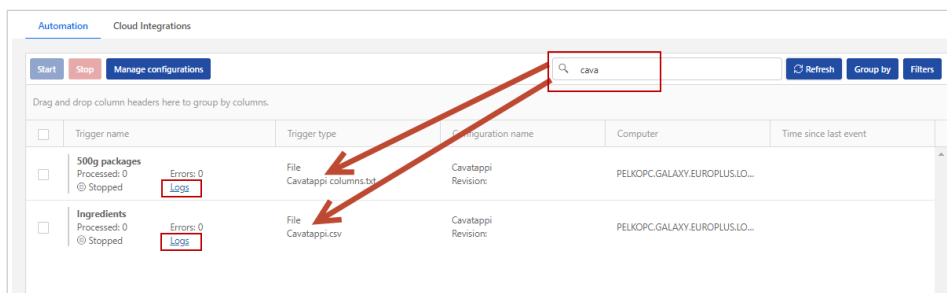 Automation Cloud Integrations
Start Stop Manage configurations cava Refresh Group by Filters
Drag and drop column headers here to group by columns.
Trigger name Trigger type Configuration name Computer Time since last event
500g packages
Processed: 0 Errors: 0
Stopped Logs
File
Cavatappi columns.txt
Cavatappi
Revision:
PELKOPC.GALAXY.EUROPLUS.LO...
Ingredients
Processed: 0 Errors: 0
Stopped Logs
File
Cavatappi.csv
Cavatappi
Revision:
PELKOPC.GALAXY.EUROPLUS.LO...